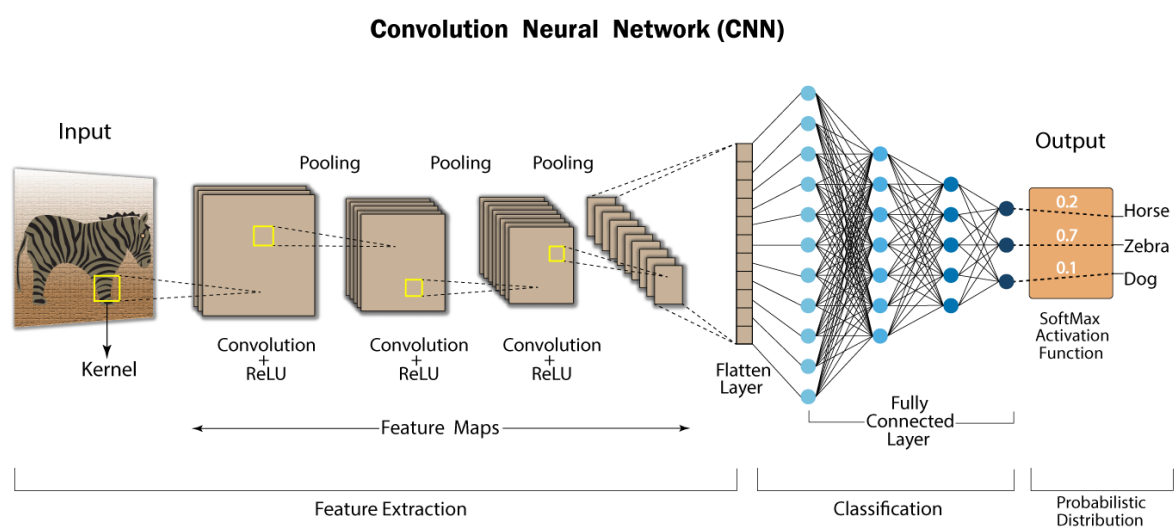 Convolution Neural Network (CNN)
Input
Pooling
Pooling
Pooling
Output
0.2
Horse
0.7
Zebra
0.1
Dog
Kernel
Convolution
+
ReLU
Convolution
+
ReLU
Convolution
+
ReLU
Flatten
Layer
SoftMax
Activation
Function
Feature Maps
Fully
Connected
Layer
Feature Extraction
Classification
Probabilistic
Distribution